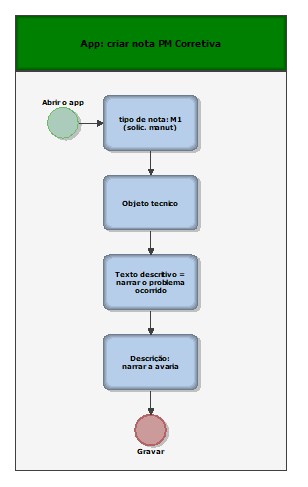 App: criar nota PM Corretiva
Abrir o app
tipo de nota: M1
(solic. manut)
Objeto tecnico
Texto descritivo =
narrar o problema
ocorrido
Descrição:
narrar a avaria
Gravar